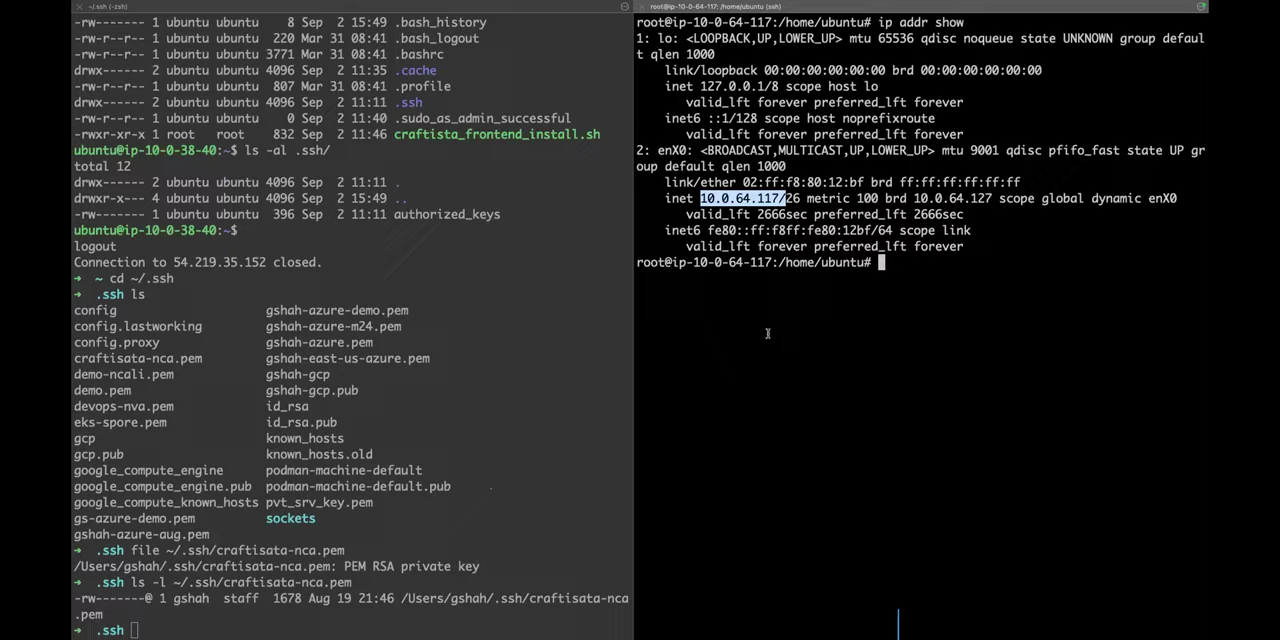 ~/.ssh (-zsh)
-rw------- 1 ubuntu ubuntu    8 Sep  2 15:49 .bash_history
-rw-r--r-- 1 ubuntu ubuntu  220 Mar 31 08:41 .bash_logout
-rw-r--r-- 1 ubuntu ubuntu 3771 Mar 31 08:41 .bashrc
drwx------ 2 ubuntu ubuntu 4096 Sep  2 11:35 .cache
-rw-r--r-- 1 ubuntu ubuntu  807 Mar 31 08:41 .profile
drwx------ 2 ubuntu ubuntu 4096 Sep  2 11:11 .ssh
-rw-r--r-- 1 ubuntu ubuntu    0 Sep  2 11:40 .sudo_as_admin_successful
-rwxr-xr-x 1 root   root    832 Sep  2 11:46 craftista_frontend_install.sh
ubuntu@ip-10-0-38-40:~$ ls -al .ssh/
total 12
drwx------ 2 ubuntu ubuntu 4096 Sep  2 11:11 .
drwxr-x--- 4 ubuntu ubuntu 4096 Sep  2 15:49 ..
-rw------- 1 ubuntu ubuntu  396 Sep  2 11:11 authorized_keys
ubuntu@ip-10-0-38-40:~$
logout
Connection to 54.219.35.152 closed.
➜  ~ cd ~/.ssh
➜  .ssh ls
config                    gshah-azure-demo.pem
config.lastworking        gshah-azure-m24.pem
config.proxy              gshah-azure.pem
craftisata-nca.pem        gshah-east-us-azure.pem
demo-ncali.pem            gshah-gcp
demo.pem                  gshah-gcp.pub
devops-nva.pem            id_rsa
eks-spore.pem             id_rsa.pub
gcp                       known_hosts
gcp.pub                   known_hosts.old
google_compute_engine     podman-machine-default
google_compute_engine.pub podman-machine-default.pub
google_compute_known_hosts pvt_srv_key.pem
gs-azure-demo.pem         sockets
gshah-azure-aug.pem
➜  .ssh file ~/.ssh/craftisata-nca.pem
/Users/gshah/.ssh/craftisata-nca.pem: PEM RSA private key
➜  .ssh ls -l ~/.ssh/craftisata-nca.pem
-rw-------@ 1 gshah  staff  1678 Aug 19 21:46 /Users/gshah/.ssh/craftisata-nca
.pem
➜  .ssh
root@ip-10-0-64-117: /home/ubuntu (ssh)
root@ip-10-0-64-117:/home/ubuntu# ip addr show
1: lo: <LOOPBACK,UP,LOWER_UP> mtu 65536 qdisc noqueue state UNKNOWN group defaul
t qlen 1000
    link/loopback 00:00:00:00:00:00 brd 00:00:00:00:00:00
    inet 127.0.0.1/8 scope host lo
       valid_lft forever preferred_lft forever
    inet6 ::1/128 scope host noprefixroute
       valid_lft forever preferred_lft forever
2: enX0: <BROADCAST,MULTICAST,UP,LOWER_UP> mtu 9001 qdisc pfifo_fast state UP gr
oup default qlen 1000
    link/ether 02:ff:f8:80:12:bf brd ff:ff:ff:ff:ff:ff
    inet 10.0.64.117/26 metric 100 brd 10.0.64.127 scope global dynamic enX0
       valid_lft 2666sec preferred_lft 2666sec
    inet6 fe80::ff:f8ff:fe80:12bf/64 scope link
       valid_lft forever preferred_lft forever
root@ip-10-0-64-117:/home/ubuntu#